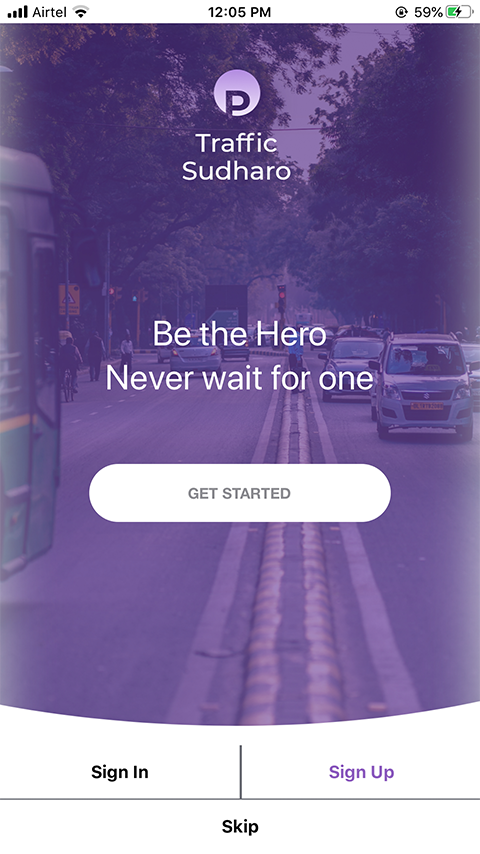 Airtel 12:05 PM 59%
P
Traffic
Sudharo
Be the Hero
Never wait for one
GET STARTED
Sign In Sign Up
Skip